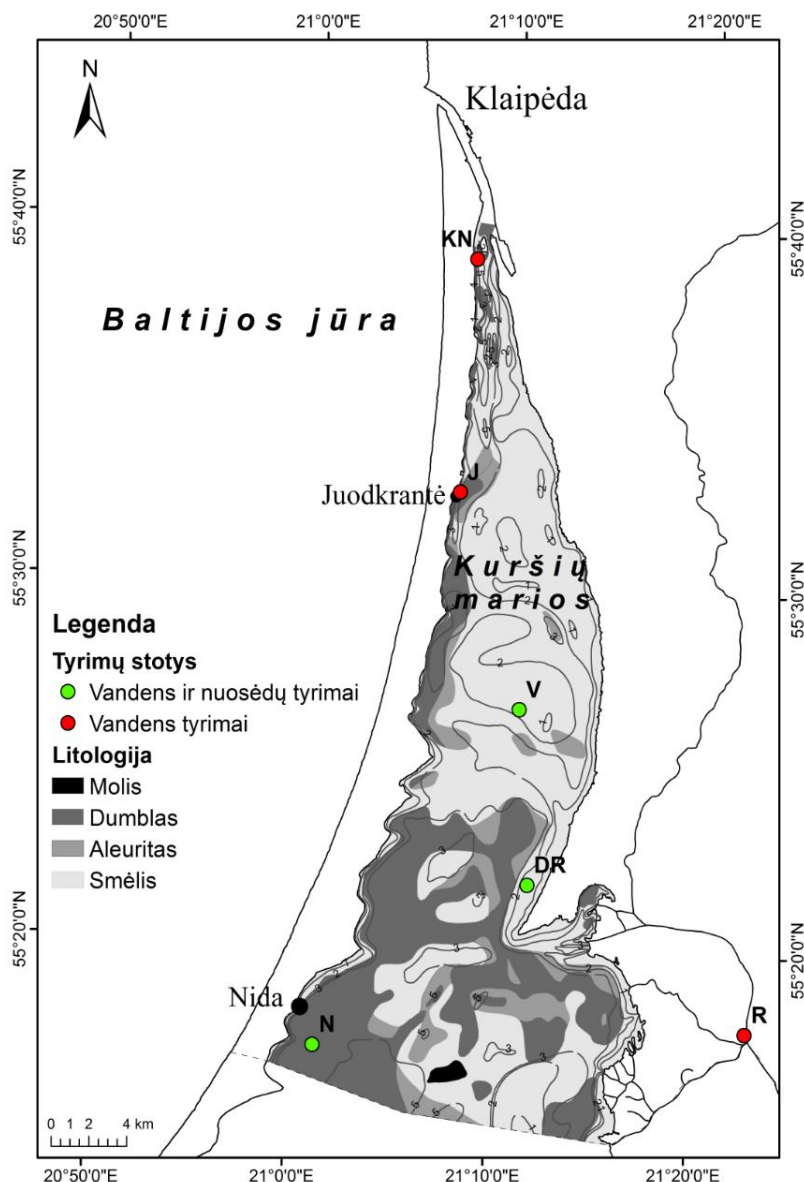 20°50'0"E 21°0'0"E 21°10'0"E 21°20'0"E
N
Klaipėda
55°40'0"N
55°40'0"N
KN
Baltijos jūra
J
Juodkrantė
55°30'0"N
Kuršių
marios
55°30'0"N
Legenda
Tyrimų stotys
Vandens ir nuosėdų tyrimai
Vandens tyrimai
V
Litologija
Molis
Dumblas
Aleuritas
Smėlis
DR
55°20'0"N
55°20'0"N
Nida
N
R
0 1 2 4 km
20°50'0"E 21°0'0"E 21°10'0"E 21°20'0"E